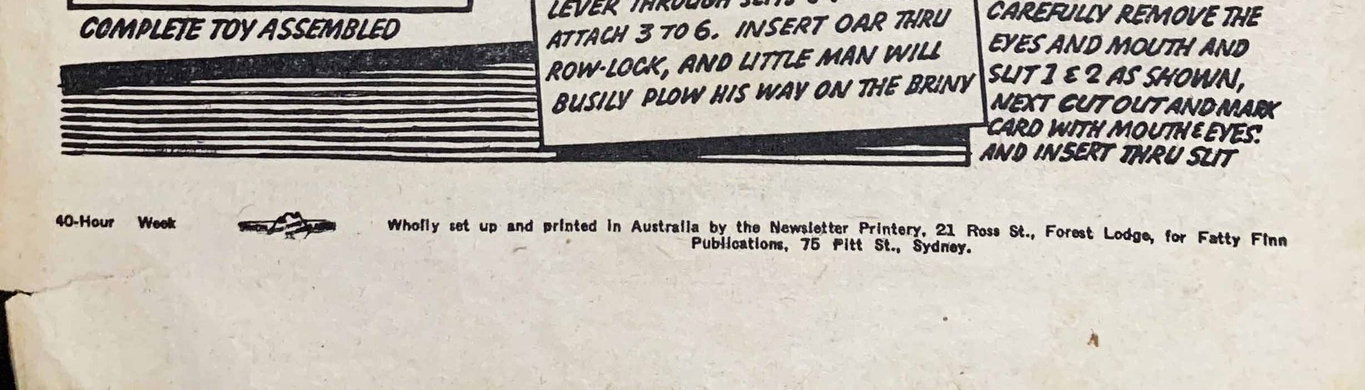 COMPLETE TOY ASSEMBLED
LEVER THROUGH
ATTACH 3 TO 6. INSERT OAR THRU
ROW-LOCK, AND LITTLE MAN WILL
BUSILY PLOW HIS WAY ON THE BRINY
CAREFULLY REMOVE THE
EYES AND MOUTH AND
SLIT 1 & 2 AS SHOWN,
NEXT CUT OUT AND MARK
CARD WITH MOUTH & EYES.
AND INSERT THRU SLIT
40-Hour Week
Wholly set up and printed in Australia by the Newsletter Printery, 21 Ross St., Forest Lodge, for Fatty Finn
Publications, 75 Pitt St., Sydney.